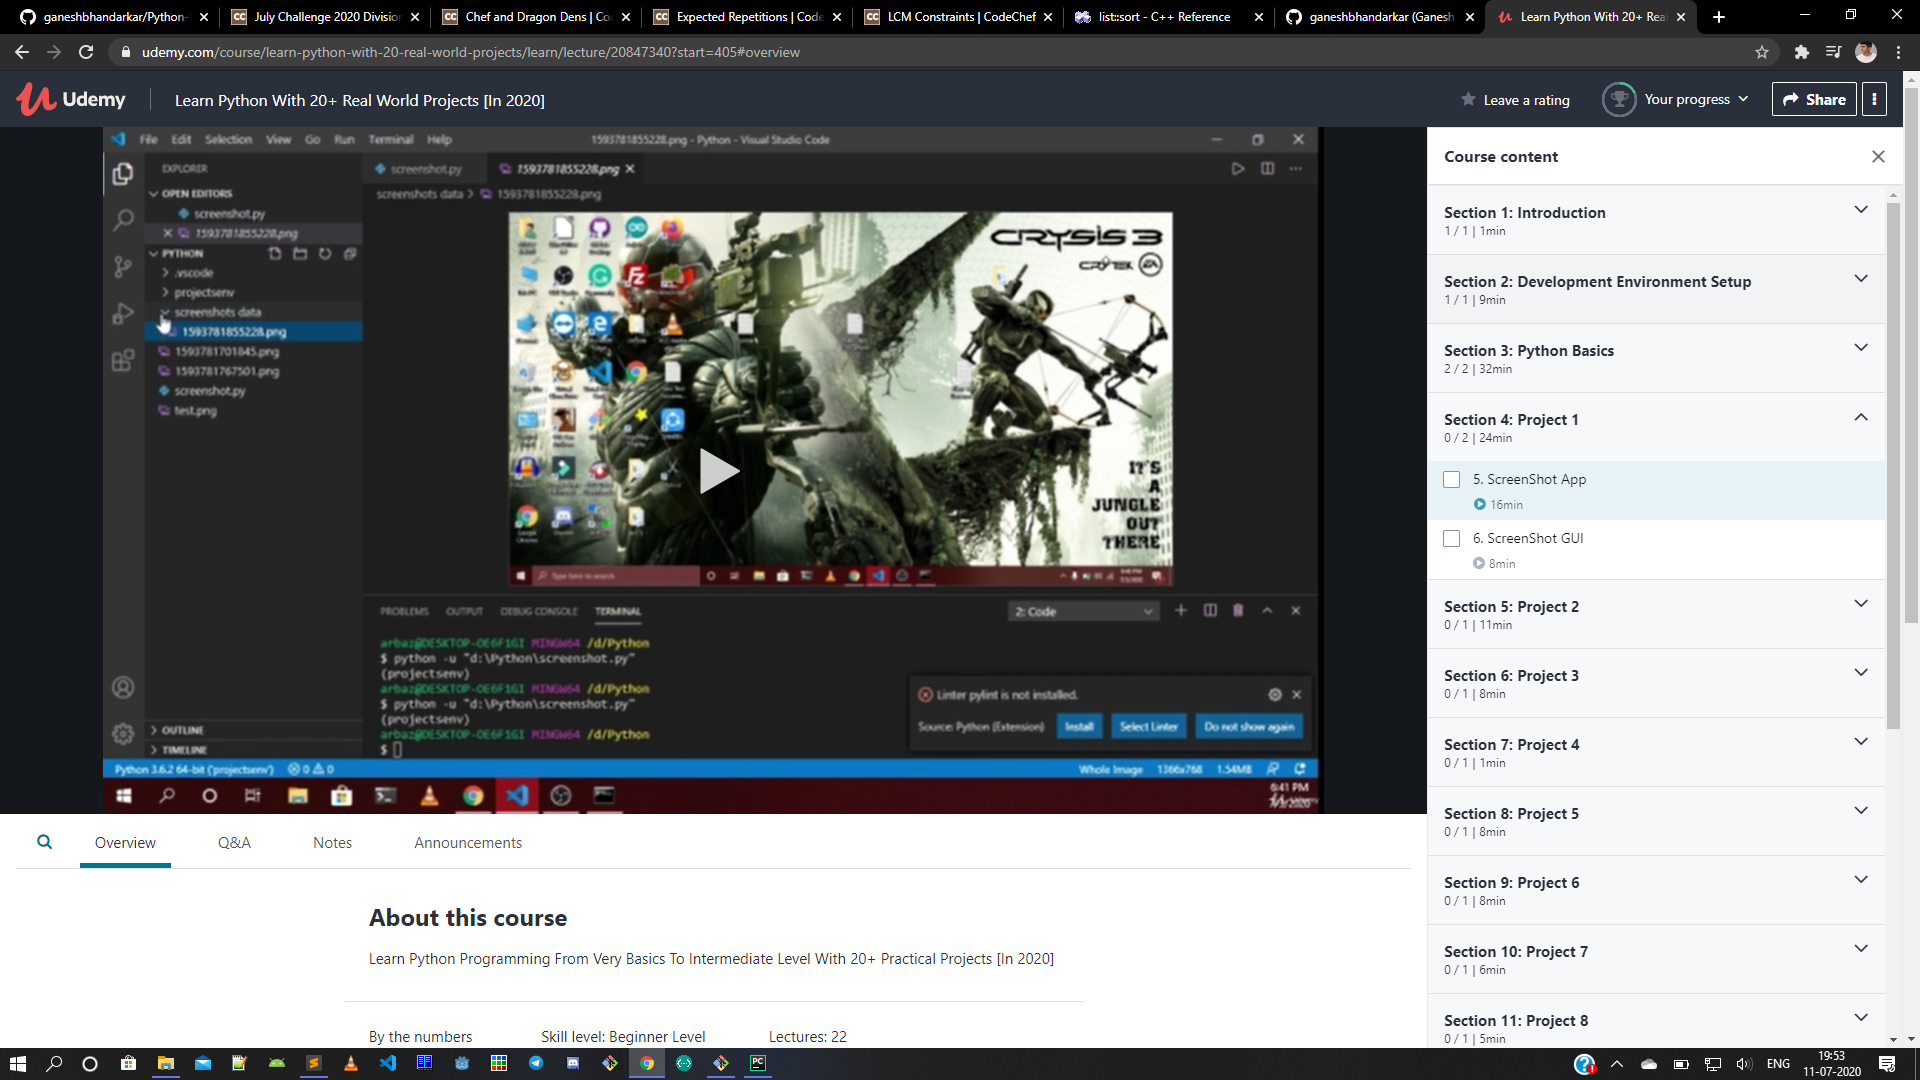 ganeshbhandarkar/Python-
July Challenge 2020 Division
Chef and Dragon Dens | Co
Expected Repetitions | Code
LCM Constraints | CodeChef
list::sort - C++ Reference
ganeshbhandarkar (Ganesh
Learn Python With 20+ Real
udemy.com/course/learn-python-with-20-real-world-projects/learn/lecture/20847340?start=405#overview
Udemy
Learn Python With 20+ Real World Projects [In 2020]
Leave a rating
Your progress
Share
File Edit Selection View Go Run Terminal Help
1593781855228.png - Python - Visual Studio Code
EXPLORER
screenshot.py
1593781855228.png
OPEN EDITORS
screenshots data > 1593781855228.png
screenshot.py
1593781855228.png
PYTHON
.vscode
projectsenv
screenshots data
1593781855228.png
1593781701845.png
1593781767501.png
screenshot.py
test.png
OUTLINE
TIMELINE
CRYSIS 3
CRYTEK EA
IT'S
A
JUNGLE
OUT
THERE
Type here to search
PROBLEMS OUTPUT DEBUG CONSOLE TERMINAL
2: Code
arbaz@DESKTOP-OE6F1GI MINGW64 /d/Python
$ python -u "d:\Python\screenshot.py"
(projectsenv)
arbaz@DESKTOP-OE6F1GI MINGW64 /d/Python
$ python -u "d:\Python\screenshot.py"
(projectsenv)
arbaz@DESKTOP-OE6F1GI MINGW64 /d/Python
$
Linter pylint is not installed.
Source: Python (Extension)
Install
Select Linter
Do not show again
Python 3.6.2 64-bit ('projectsenv')
0 0
Whole Image
1366x768
1.54MB
6:41 PM
Course content
Section 1: Introduction
1 / 1 | 1min
Section 2: Development Environment Setup
1 / 1 | 9min
Section 3: Python Basics
2 / 2 | 32min
Section 4: Project 1
0 / 2 | 24min
5. ScreenShot App
16min
6. ScreenShot GUI
8min
Section 5: Project 2
0 / 1 | 11min
Section 6: Project 3
0 / 1 | 8min
Section 7: Project 4
0 / 1 | 1min
Section 8: Project 5
0 / 1 | 8min
Section 9: Project 6
0 / 1 | 8min
Section 10: Project 7
0 / 1 | 6min
Section 11: Project 8
0 / 1 | 5min
Overview
Q&A
Notes
Announcements
About this course
Learn Python Programming From Very Basics To Intermediate Level With 20+ Practical Projects [In 2020]
By the numbers
Skill level: Beginner Level
Lectures: 22
ENG
19:53
11-07-2020